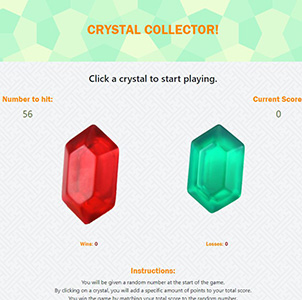 CRYSTAL COLLECTOR!
Click a crystal to start playing.
Number to hit: Current Score
56 0
Wins: 0 Losses: 0
Instructions:
You will be given a random number at the start of the game.
By clicking on a crystal, you will add a specific amount of points to your total score.
You win the game by matching your total score to the random number.